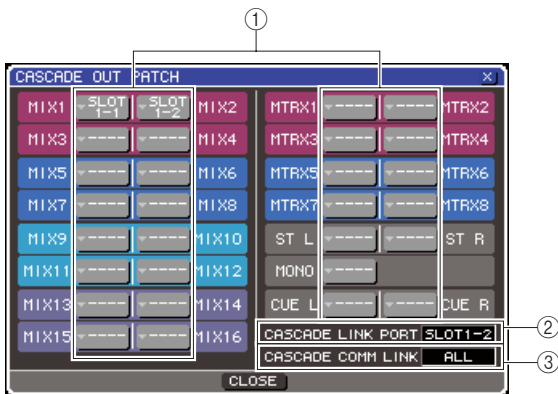 ①
CASCADE OUT PATCH X
MIX1 SLOT 1-1 SLOT 1-2 MIX2 MTRX1 ---- ---- MTRX2
MIX3 ---- ---- MIX4 MTRX3 ---- ---- MTRX4
MIX5 ---- ---- MIX6 MTRX5 ---- ---- MTRX6
MIX7 ---- ---- MIX8 MTRX7 ---- ---- MTRX8
MIX9 ---- ---- MIX10 ST L ---- ---- ST R
MIX11 ---- ---- MIX12 MONO ----
MIX13 ---- ---- MIX14 CUE L ---- ---- CUE R
MIX15 ---- ---- MIX16 CASCADE LINK PORT SLOT1-2 ②
CASCADE COMM LINK ALL ③
CLOSE